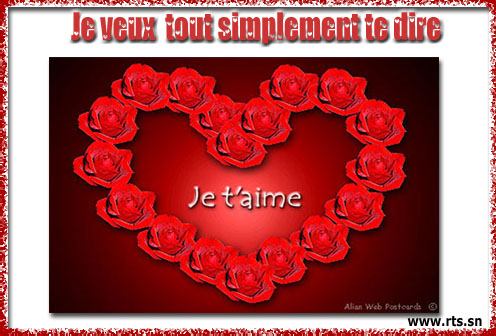 Je veux tout simplement te dire
Je t'aime
Alian Web Postcards ©
www.rts.sn